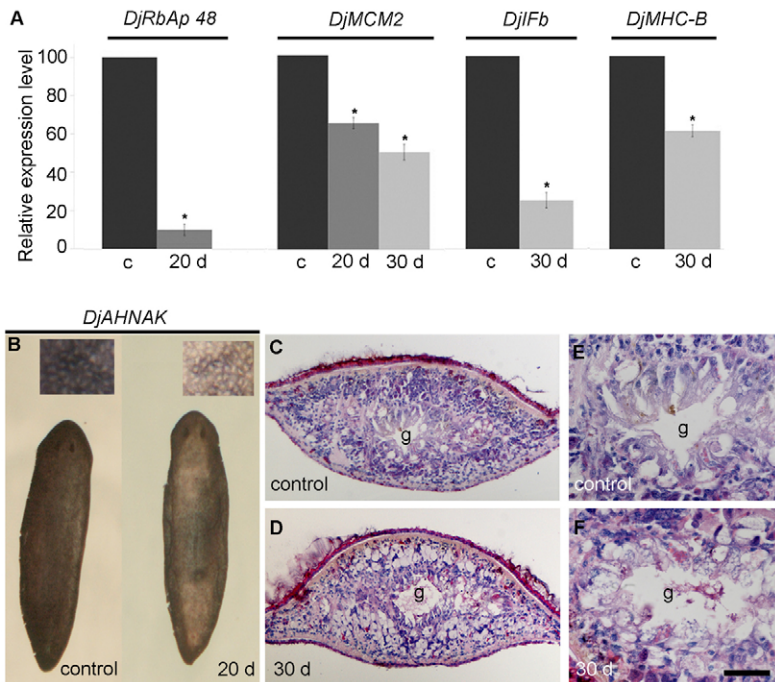 A
DjRbAp 48 DjMCM2 DjIFb DjMHC-B
Relative expression level
100
80
60
40
20
0
* * * * *
c 20 d c 20 d 30 d c 30 d c 30 d
DjAHNAK
B control 20 d
C g control
D g 30 d
E g control
F g 30 d